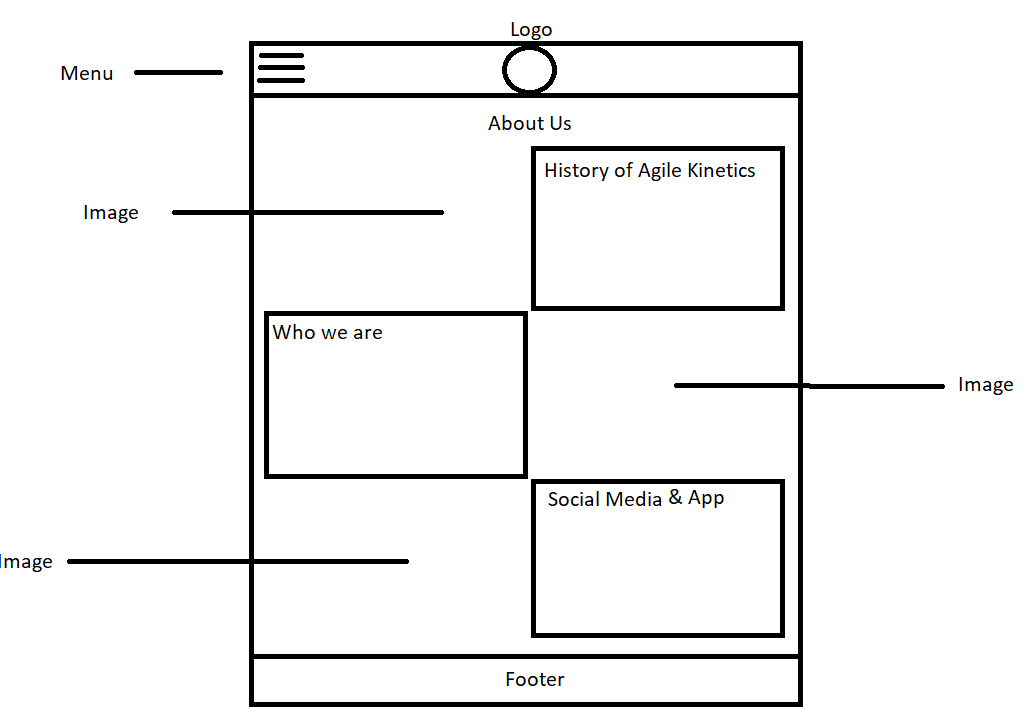 Logo
Menu
About Us
History of Agile Kinetics
Image
Who we are
Image
Social Media & App
Image
Footer